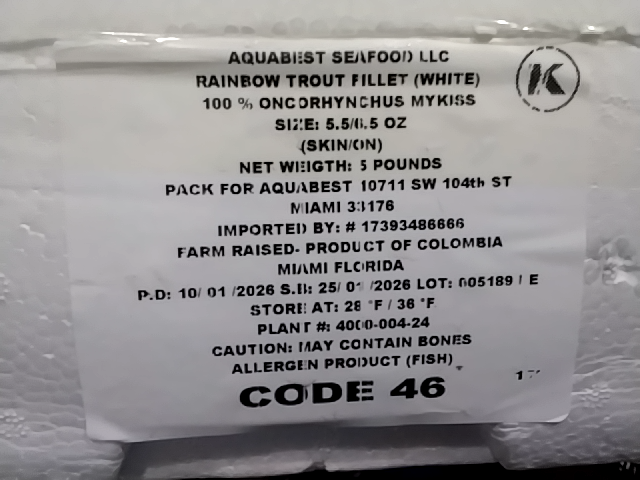 AQUABEST SEAFOOD LLC
RAINBOW TROUT FILLET (WHITE)
K
100 % ONCORHYNCHUS MYKISS
SIZE: 5.5/6.5 OZ
(SKIN/ON)
NET WEIGTH: 5 POUNDS
PACK FOR AQUABEST 10711 SW 104th ST
MIAMI 33176
IMPORTED BY: # 17393486666
FARM RAISED- PRODUCT OF COLOMBIA
MIAMI FLORIDA
P.D: 10/ 01 /2026 S.B: 25/ 01 /2026 LOT: 005189 / E
STORE AT: 28 °F / 36 °F
PLANT #: 4000-004-24
CAUTION: MAY CONTAIN BONES
ALLERGEN PRODUCT (FISH)
CODE 46